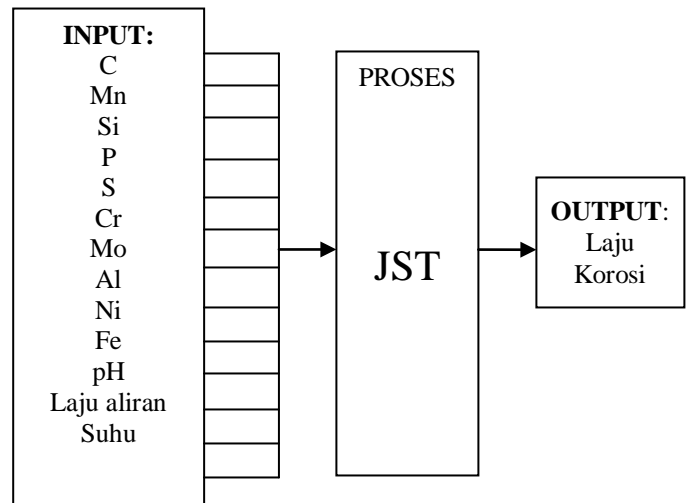 INPUT:
C
Mn
Si
P
S
Cr
Mo
Al
Ni
Fe
pH
Laju aliran
Suhu
PROSES
JST
OUTPUT:
Laju
Korosi